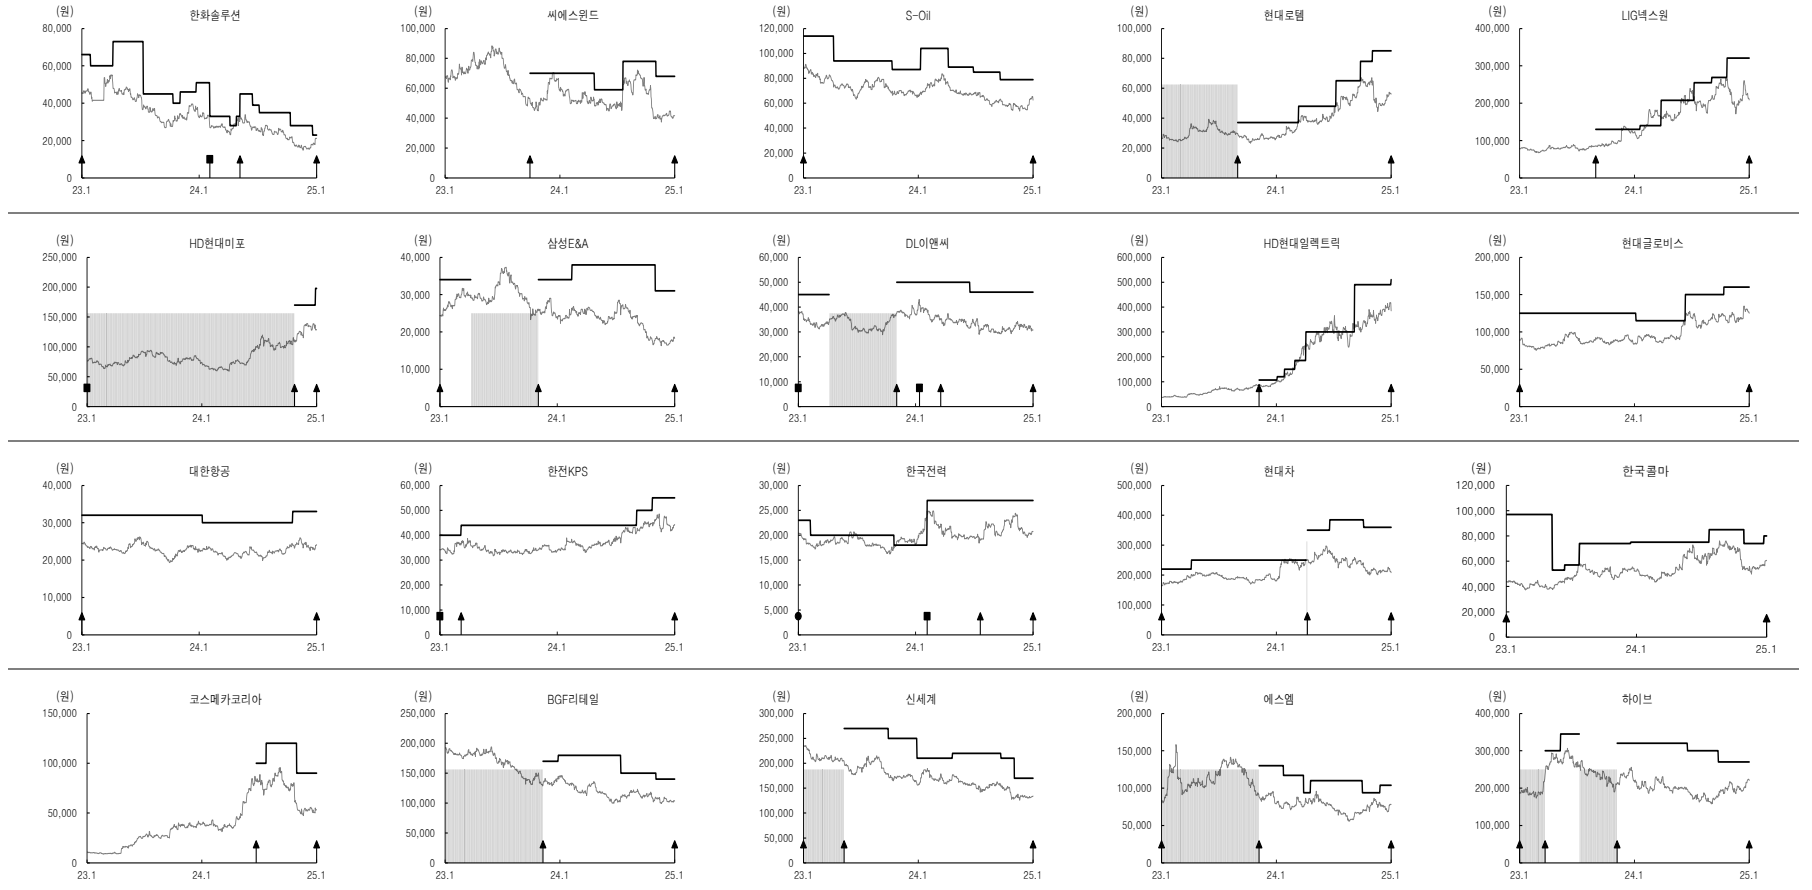 (원) 한화솔루션
80,000
60,000
40,000
20,000
0
23.1 24.1 25.1
(원) 씨에스윈드
100,000
80,000
60,000
40,000
20,000
0
23.1 24.1 25.1
(원) S-Oil
120,000
100,000
80,000
60,000
40,000
20,000
0
23.1 24.1 25.1
(원) 현대로템
100,000
80,000
60,000
40,000
20,000
0
23.1 24.1 25.1
(원) LIG넥스원
400,000
300,000
200,000
100,000
0
23.1 24.1 25.1
(원) HD현대미포
250,000
200,000
150,000
100,000
50,000
0
23.1 24.1 25.1
(원) 삼성E&A
40,000
30,000
20,000
10,000
0
23.1 24.1 25.1
(원) DL이앤씨
60,000
50,000
40,000
30,000
20,000
10,000
0
23.1 24.1 25.1
(원) HD현대일렉트릭
600,000
500,000
400,000
300,000
200,000
100,000
0
23.1 24.1 25.1
(원) 현대글로비스
200,000
150,000
100,000
50,000
0
23.1 24.1 25.1
(원) 대한항공
40,000
30,000
20,000
10,000
0
23.1 24.1 25.1
(원) 한전KPS
60,000
50,000
40,000
30,000
20,000
10,000
0
23.1 24.1 25.1
(원) 한국전력
30,000
25,000
20,000
15,000
10,000
5,000
0
23.1 24.1 25.1
(원) 현대차
500,000
400,000
300,000
200,000
100,000
0
23.1 24.1 25.1
(원) 한국콜마
120,000
100,000
80,000
60,000
40,000
20,000
0
23.1 24.1 25.1
(원) 코스메카코리아
150,000
100,000
50,000
0
23.1 24.1 25.1
(원) BGF리테일
250,000
200,000
150,000
100,000
50,000
0
23.1 24.1 25.1
(원) 신세계
300,000
250,000
200,000
150,000
100,000
50,000
0
23.1 24.1 25.1
(원) 에스엠
200,000
150,000
100,000
50,000
0
23.1 24.1 25.1
(원) 하이브
400,000
300,000
200,000
100,000
0
23.1 24.1 25.1